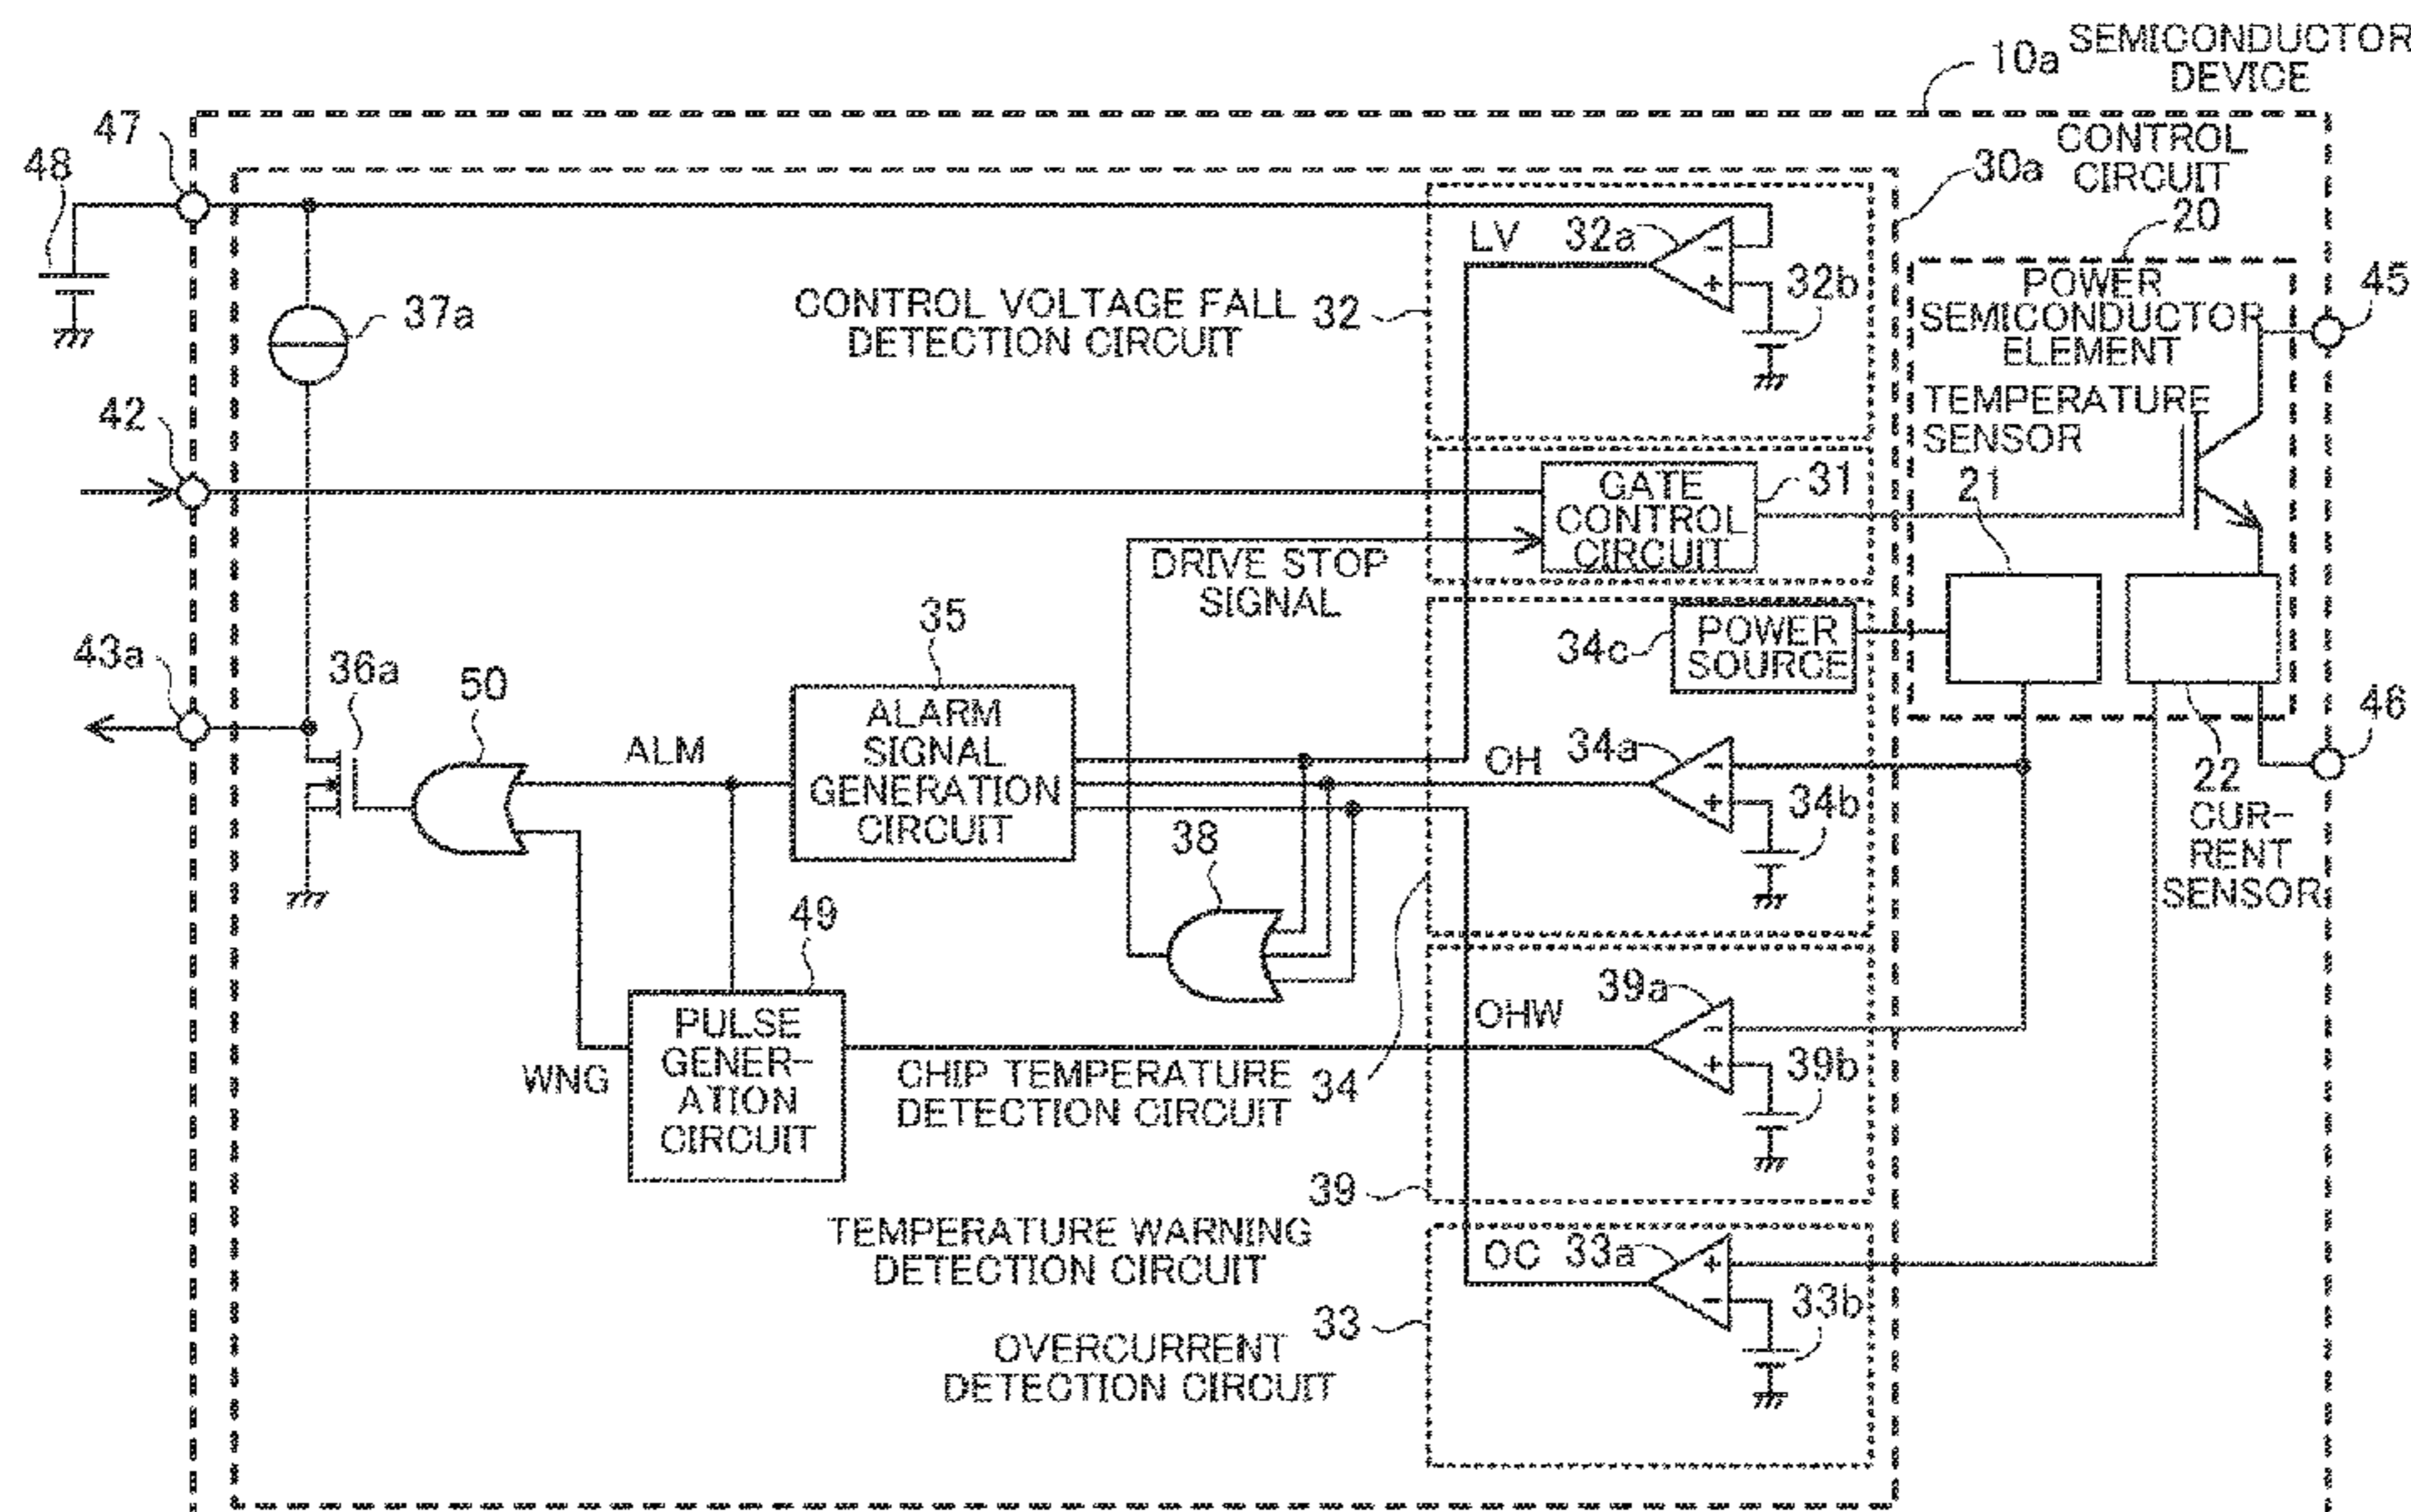 10a
SEMICONDUCTOR
DEVICE
47
48
CONTROL
CIRCUIT
30a
20
LV
32a
32b
37a
CONTROL VOLTAGE FALL
DETECTION CIRCUIT
32
POWER
SEMICONDUCTOR
ELEMENT
45
42
TEMPERATURE
SENSOR
GATE
CONTROL
CIRCUIT
31
21
DRIVE STOP
SIGNAL
35
43a
36a
50
34c
POWER
SOURCE
ALARM
SIGNAL
GENERATION
CIRCUIT
ALM
OH
34a
34b
46
22
CUR-
RENT
SENSOR
38
49
39a
OHW
PULSE
GENER-
ATION
CIRCUIT
WNG
CHIP TEMPERATURE
DETECTION CIRCUIT
34
39b
39
TEMPERATURE WARNING
DETECTION CIRCUIT
OC
33a
33b
33
OVERCURRENT
DETECTION CIRCUIT